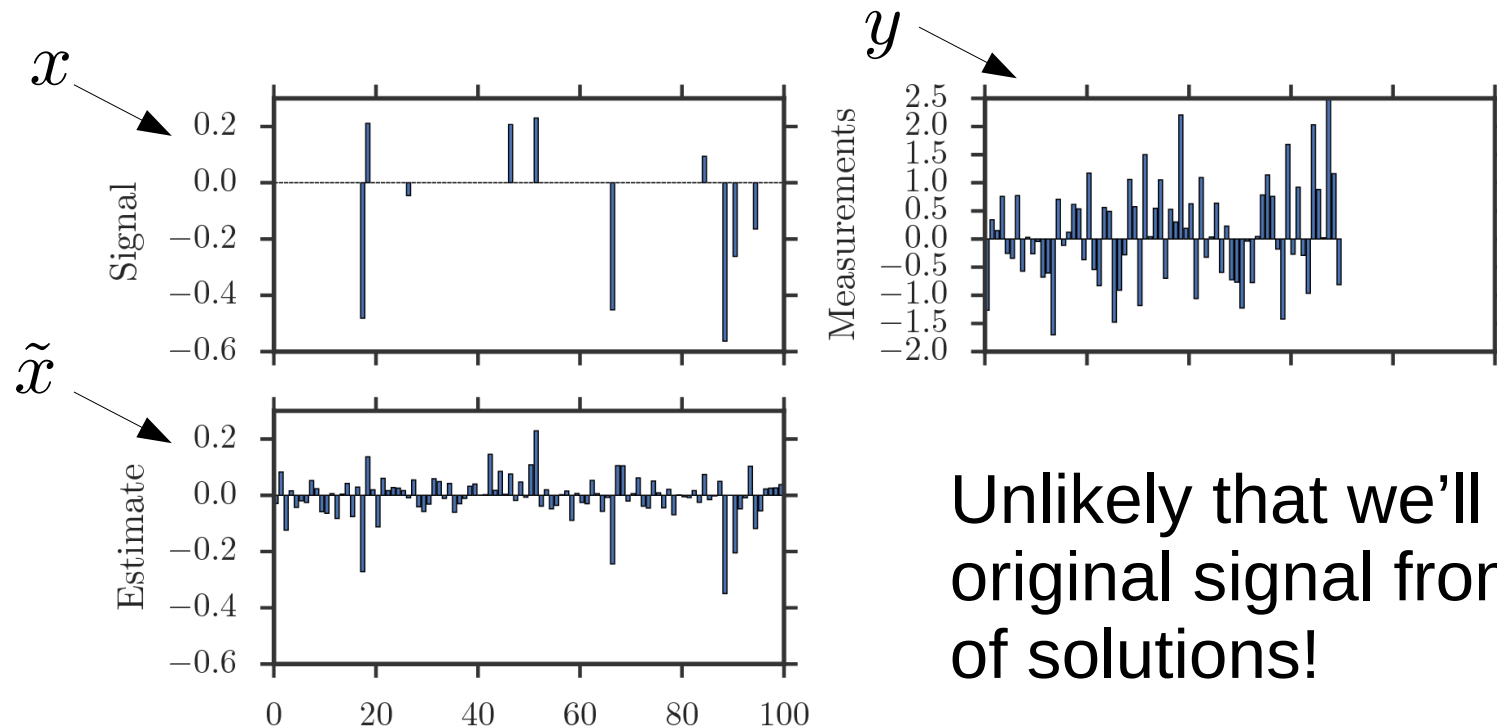 x
y
Signal
0.2
0.0
−0.2
−0.4
−0.6
Measurements
2.5
2.0
1.5
1.0
0.5
0.0
−0.5
−1.0
−1.5
−2.0
x̃
Estimate
0.2
0.0
−0.2
−0.4
−0.6
0 20 40 60 80 100
Unlikely that we’ll
original signal from
of solutions!